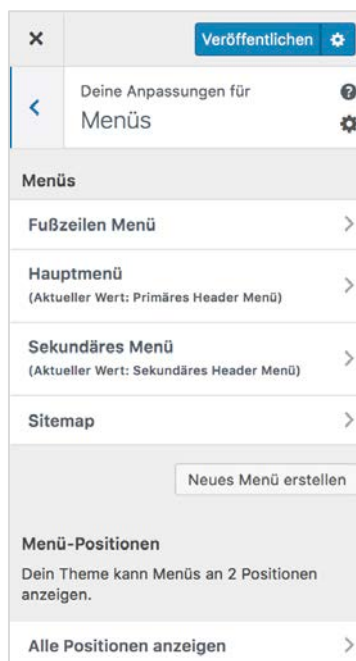 Veröffentlichen
Deine Anpassungen für
Menüs
Menüs
Fußzeilen Menü
Hauptmenü
(Aktueller Wert: Primäres Header Menü)
Sekundäres Menü
(Aktueller Wert: Sekundäres Header Menü)
Sitemap
Neues Menü erstellen
Menü-Positionen
Dein Theme kann Menüs an 2 Positionen
anzeigen.
Alle Positionen anzeigen